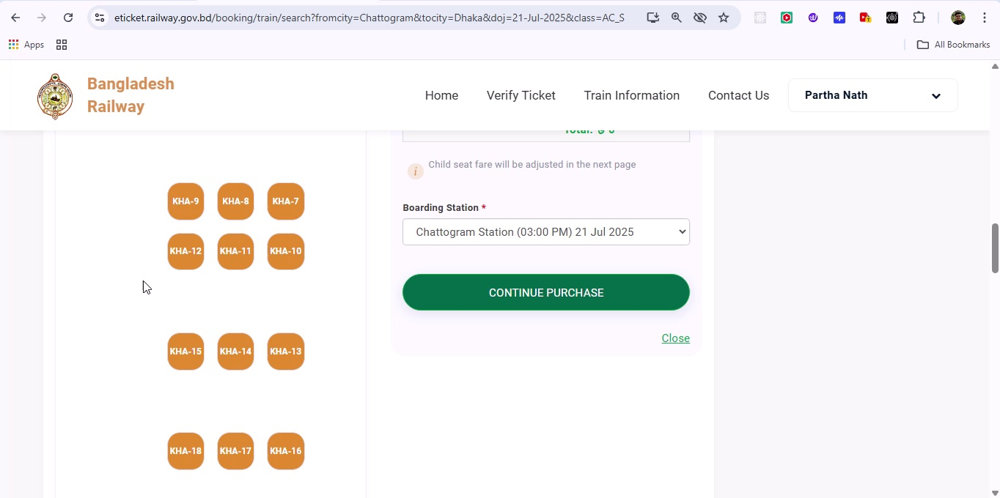 eticket.railway.gov.bd/booking/train/search?fromcity=Chattogram&tocity=Dhaka&doj=21-Jul-2025&class=AC_S
Apps
All Bookmarks
Bangladesh
Railway
Home
Verify Ticket
Train Information
Contact Us
Partha Nath
Total: ৳ 0
Child seat fare will be adjusted in the next page
Boarding Station *
Chattogram Station (03:00 PM) 21 Jul 2025
CONTINUE PURCHASE
Close
KHA-9 KHA-8 KHA-7
KHA-12 KHA-11 KHA-10
KHA-15 KHA-14 KHA-13
KHA-18 KHA-17 KHA-16